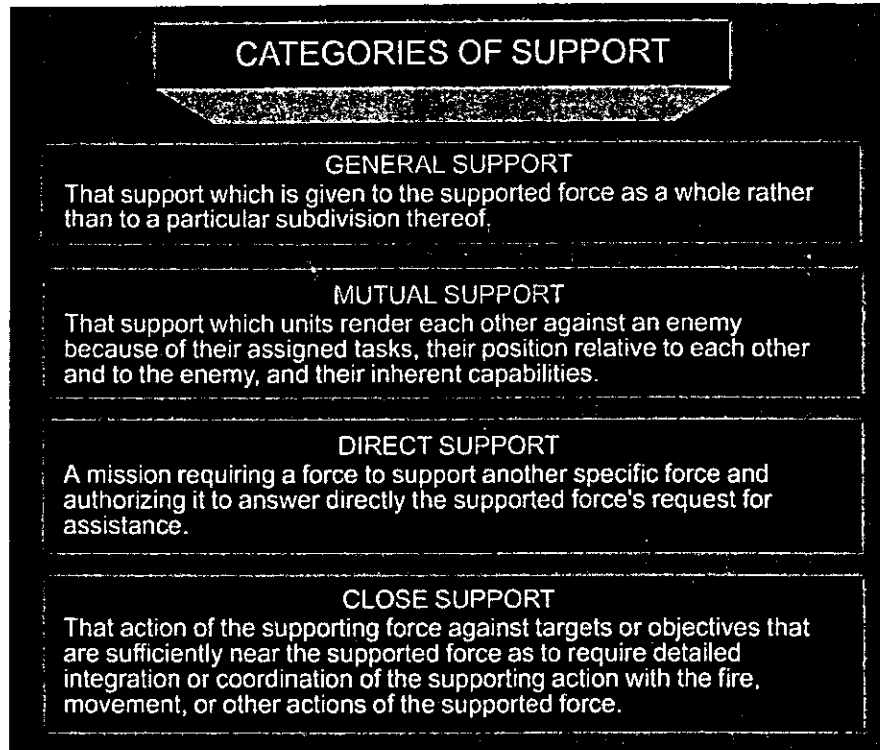 CATEGORIES OF SUPPORT
GENERAL SUPPORT
That support which is given to the supported force as a whole rather
than to a particular subdivision thereof.
MUTUAL SUPPORT
That support which units render each other against an enemy
because of their assigned tasks, their position relative to each other
and to the enemy, and their inherent capabilities.
DIRECT SUPPORT
A mission requiring a force to support another specific force and
authorizing it to answer directly the supported force's request for
assistance.
CLOSE SUPPORT
That action of the supporting force against targets or objectives that
are sufficiently near the supported force as to require detailed
integration or coordination of the supporting action with the fire,
movement, or other actions of the supported force.